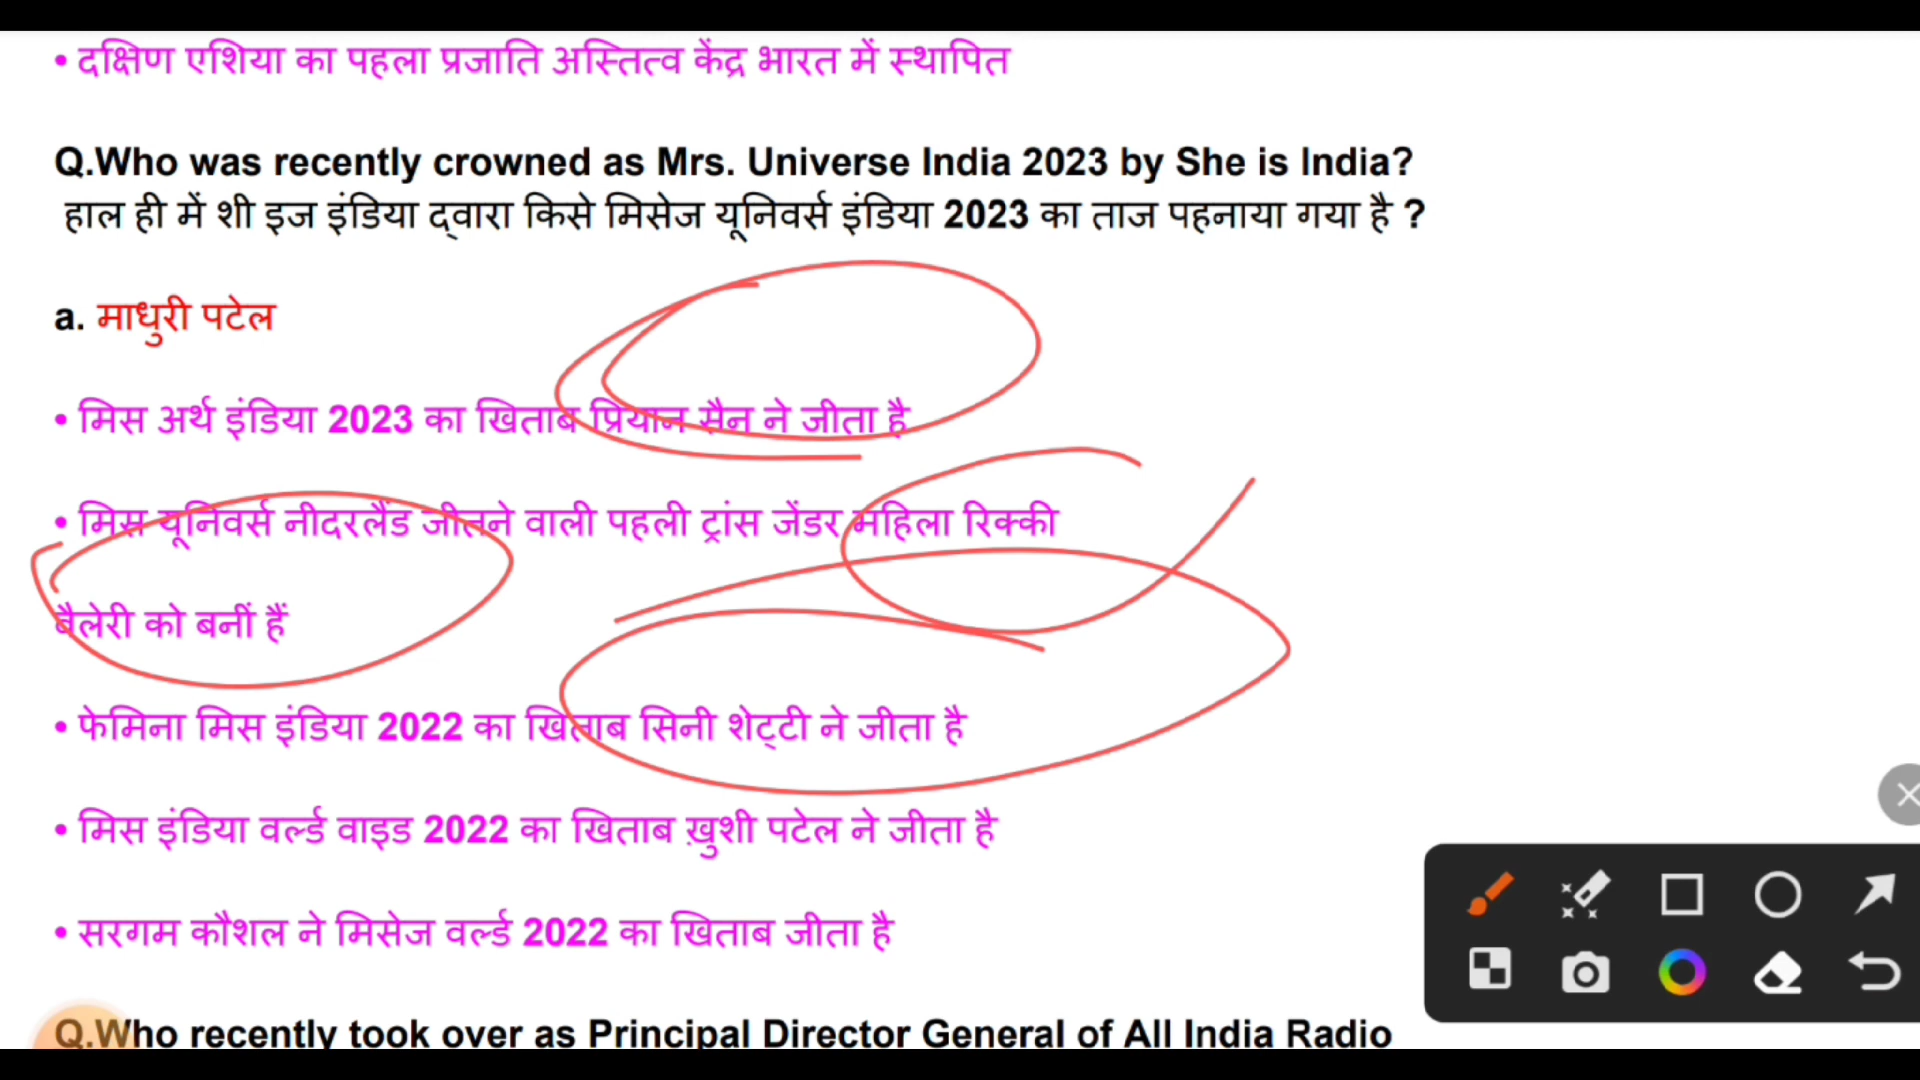 • दक्षिण एशिया का पहला प्रजाति अस्तित्व केंद्र भारत में स्थापित
Q.Who was recently crowned as Mrs. Universe India 2023 by She is India?
हाल ही में शी इज इंडिया द्वारा किसे मिसेज यूनिवर्स इंडिया 2023 का ताज पहनाया गया है ?
a. माधुरी पटेल
• मिस अर्थ इंडिया 2023 का खिताब प्रियान सैन ने जीता है
• मिस यूनिवर्स नीदरलैंड जीतने वाली पहली ट्रांस जेंडर महिला रिक्की
वैलेरी को बनीं हैं
• फेमिना मिस इंडिया 2022 का खिताब सिनी शेट्टी ने जीता है
• मिस इंडिया वर्ल्ड वाइड 2022 का खिताब ख़ुशी पटेल ने जीता है
• सरगम कौशल ने मिसेज वर्ल्ड 2022 का खिताब जीता है
Q.Who recently took over as Principal Director General of All India Radio